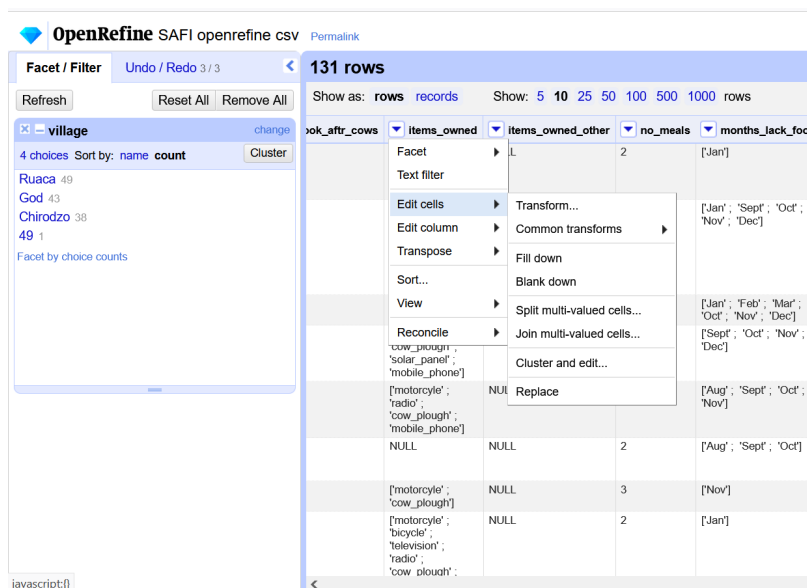 OpenRefine SAFI openrefine csv Permalink
Facet / Filter Undo / Redo 3 / 3
131 rows
Refresh Reset All Remove All
Show as: rows records Show: 5 10 25 50 100 500 1000 rows
village change
4 choices Sort by: name count Cluster
Ruaca 49
God 43
Chirodzo 38
49 1
Facet by choice counts
items_owned items_owned_other no_meals
Facet
Text filter
Edit cells
Edit column
Transpose
Sort...
View
Reconcile
Transform...
Common transforms
Fill down
Blank down
Split multi-valued cells...
Join multi-valued cells...
Cluster and edit...
Replace
2 ['Jan']
['Jan' ; 'Sept' ; 'Oct' ;
'Nov' ; 'Dec']
['Jan' ; 'Feb' ; 'Mar' ;
'Oct' ; 'Nov' ; 'Dec']
['Sept' ; 'Oct' ; 'Nov' ;
'Dec']
'cow_plough' ;
'solar_panel' ;
'mobile_phone']
['motorcyle' ;
'radio' ;
'cow_plough' ;
'mobile_phone']
['Aug' ; 'Sept' ; 'Oct' ;
'Nov']
NULL NULL 2 ['Aug' ; 'Sept' ; 'Oct']
['motorcyle' ;
'cow_plough']
NULL 3 ['Nov']
['motorcyle' ;
'bicycle' ;
'television' ;
'radio' ;
'cow_plough' ;
NULL 2 ['Jan']
javascript:{}